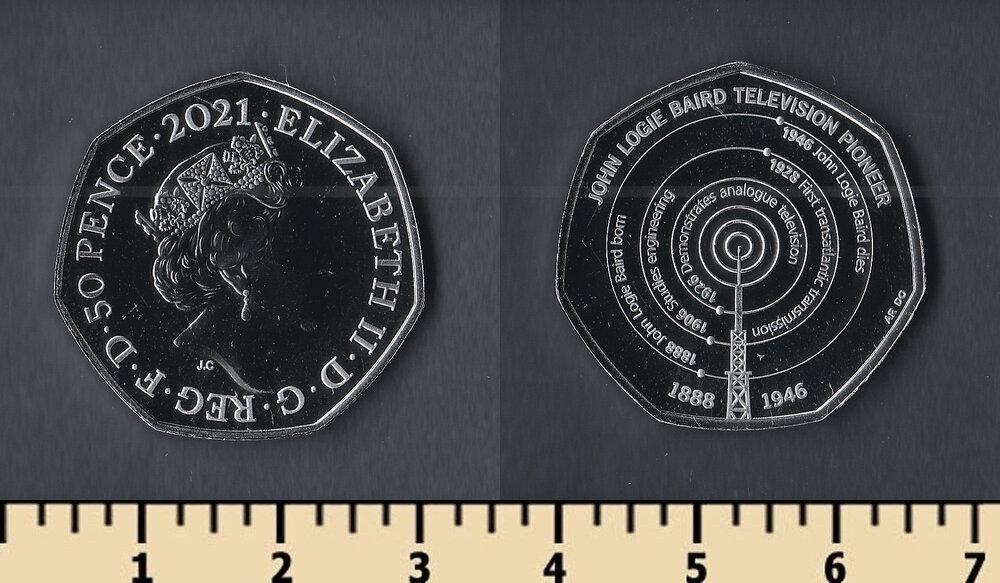 · D · 50 PENCE · 2021 · ELIZABETH II · D · G · REG · F
J.C
JOHN LOGIE BAIRD TELEVISION PIONEER
1946 John Logie Baird dies
1928 First transatlantic transmission
1926 Demonstrates analogue television
1906 Studies engineering
1888 John Logie Baird born
1888 1946
1 2 3 4 5 6 7